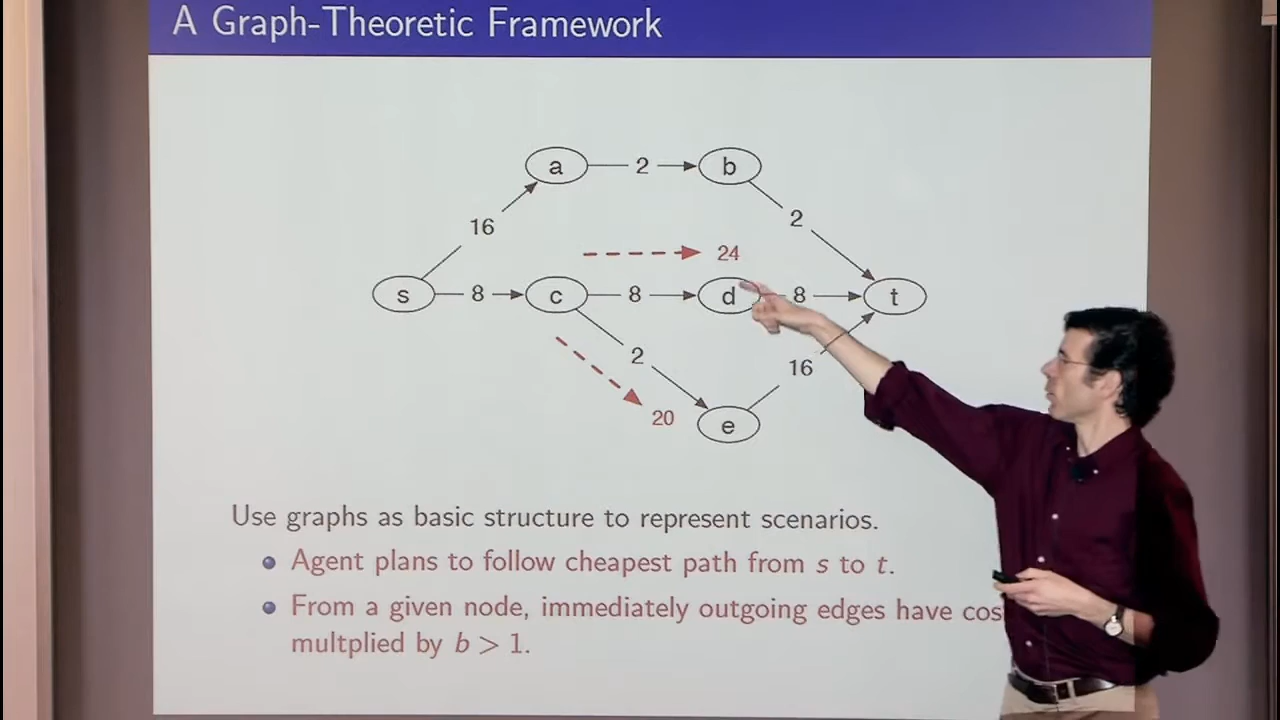 A Graph-Theoretic Framework
a 2 b
16 2
24
s 8 c 8 d 8 t
2 16
20 e
Use graphs as basic structure to represent scenarios.
Agent plans to follow cheapest path from s to t.
From a given node, immediately outgoing edges have cos
multplied by b > 1.